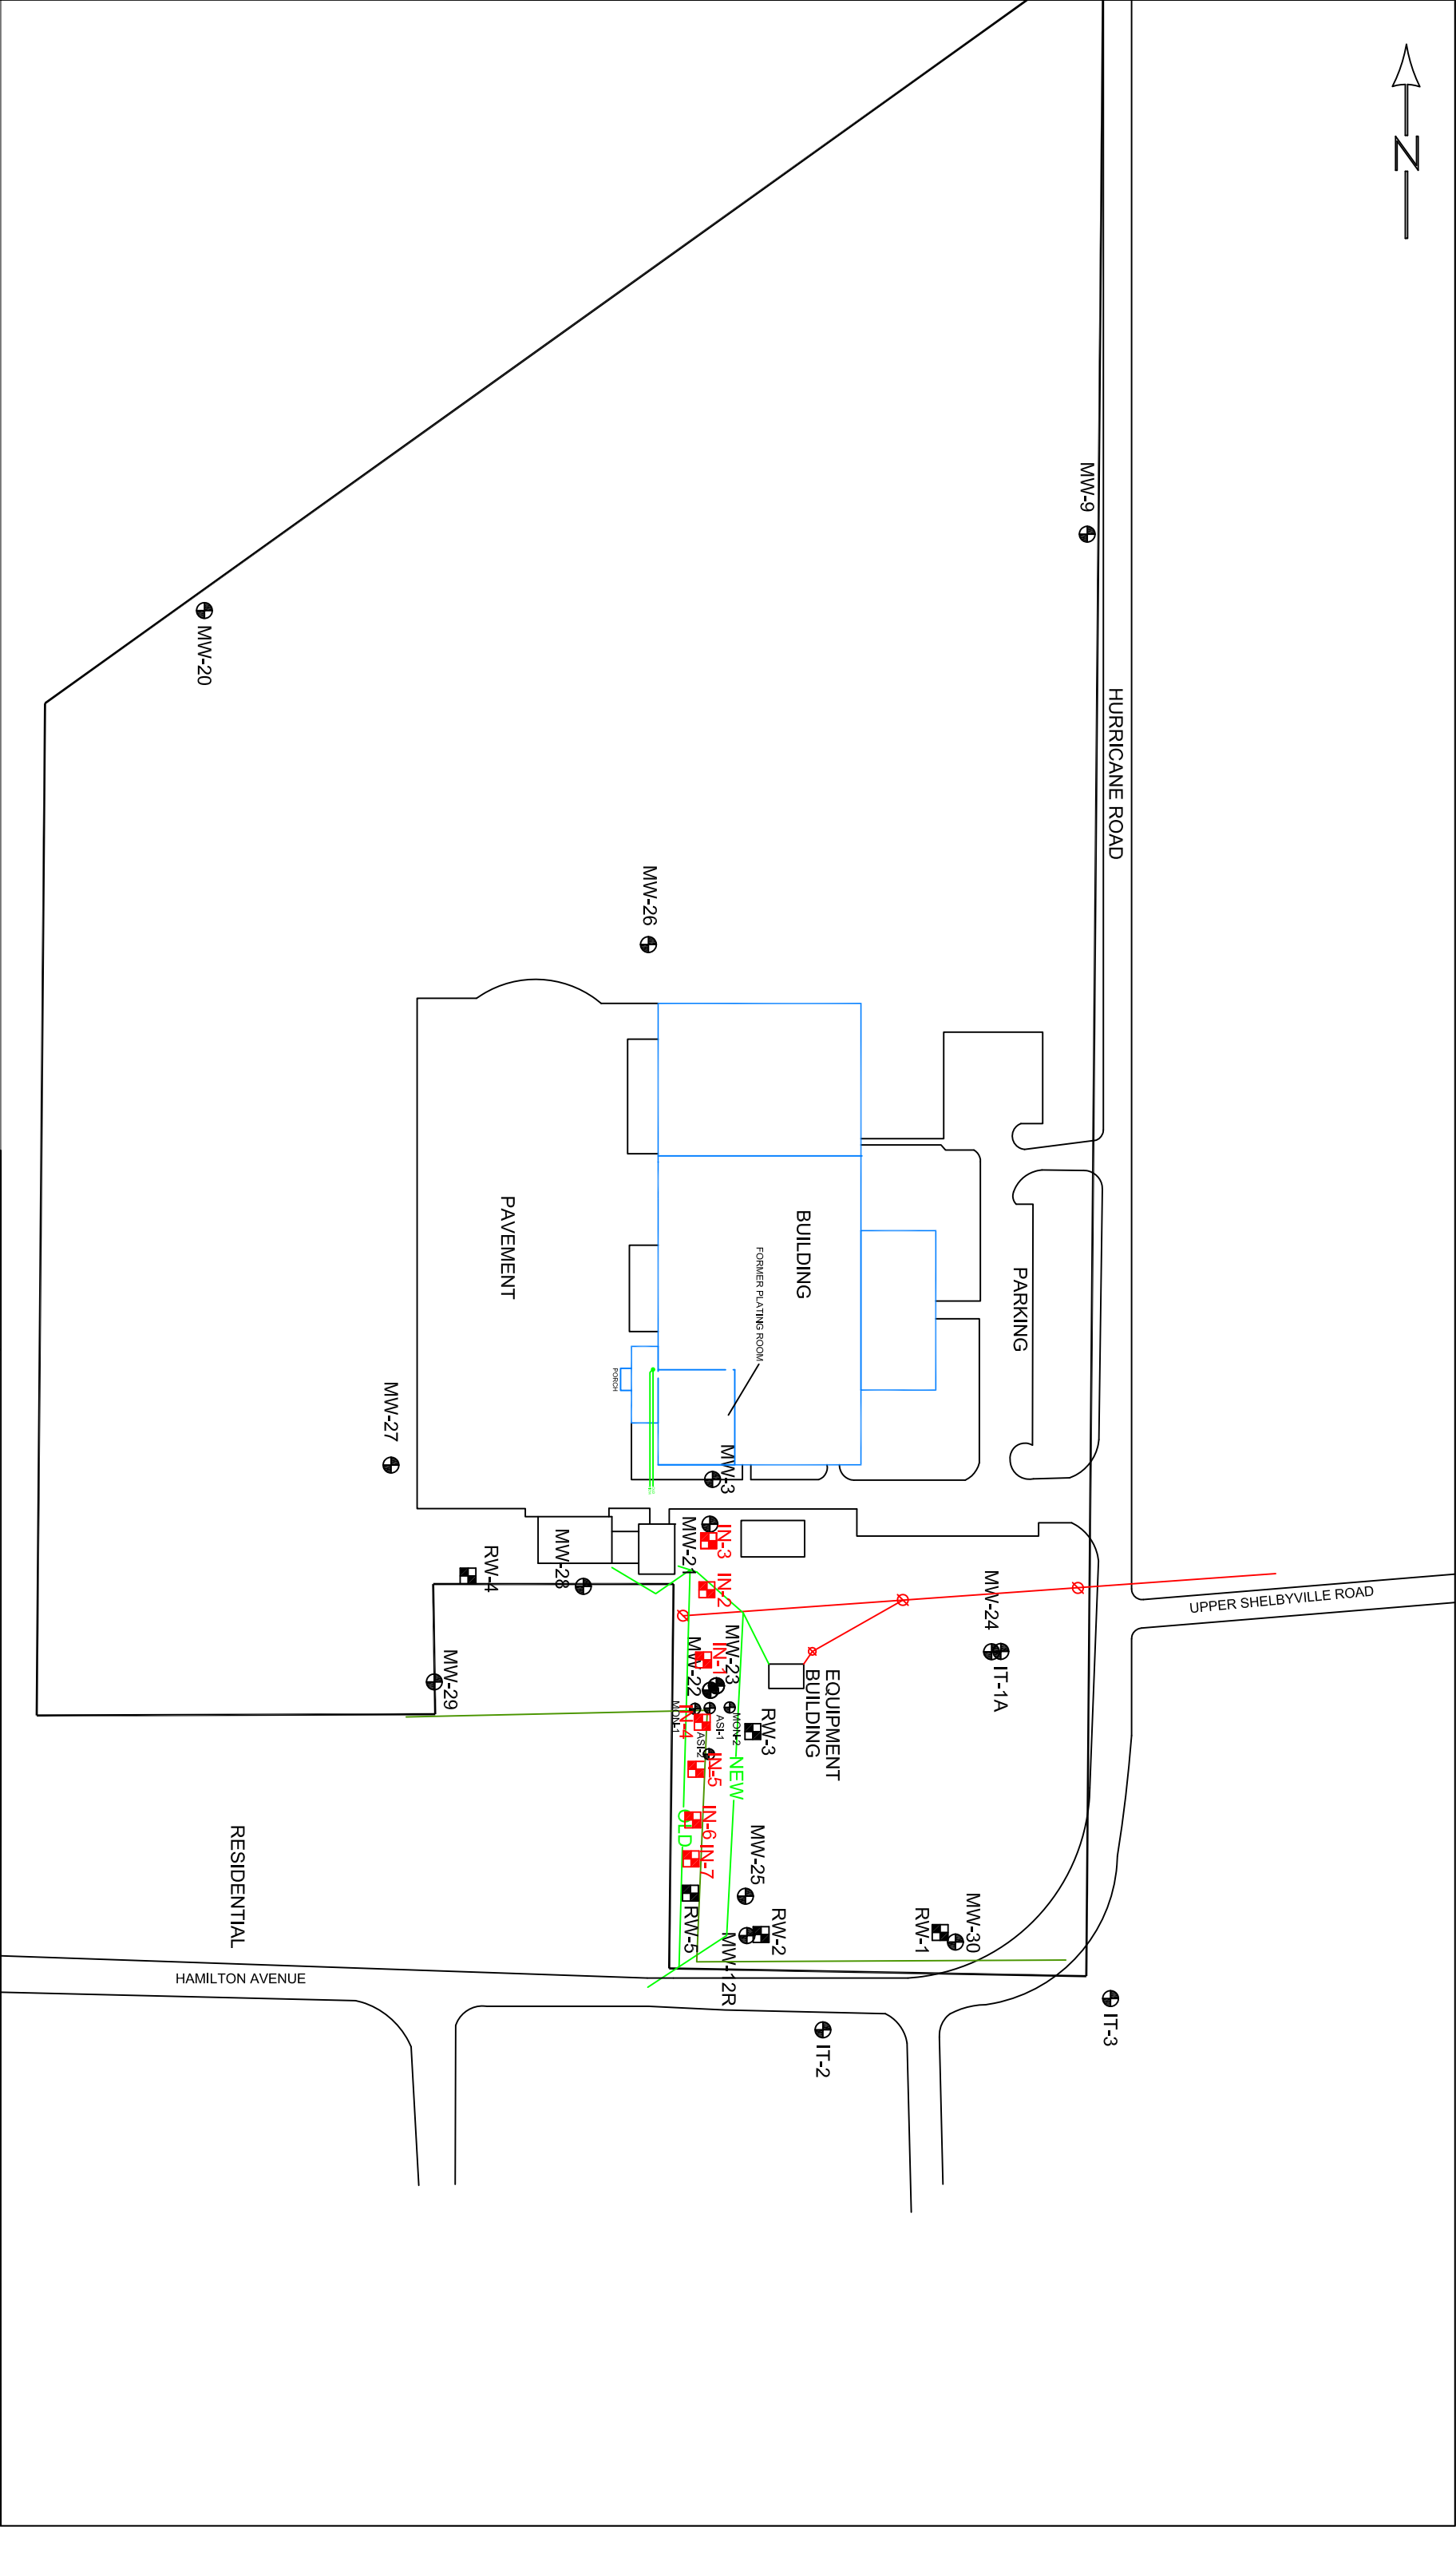 N
MW-9
MW-20
HURRICANE ROAD
MW-26
PAVEMENT
BUILDING
FORMER PLATING ROOM
PARKING
PORCH
MW-27
MW-3
MW-21
IN-3
MW-28
RW-4
IN-2
MW-24
UPPER SHELBYVILLE ROAD
IT-1A
MW-29
MW-22
IN-1
MW-23
EQUIPMENT
BUILDING
MON-1
IN-4
ASI-2
ASI-1
MON-2
RW-3
IN-5
NEW
OLD
IN-6
IN-7
MW-25
RESIDENTIAL
RW-5
MW-12R
RW-2
RW-1
MW-30
HAMILTON AVENUE
IT-2
IT-3